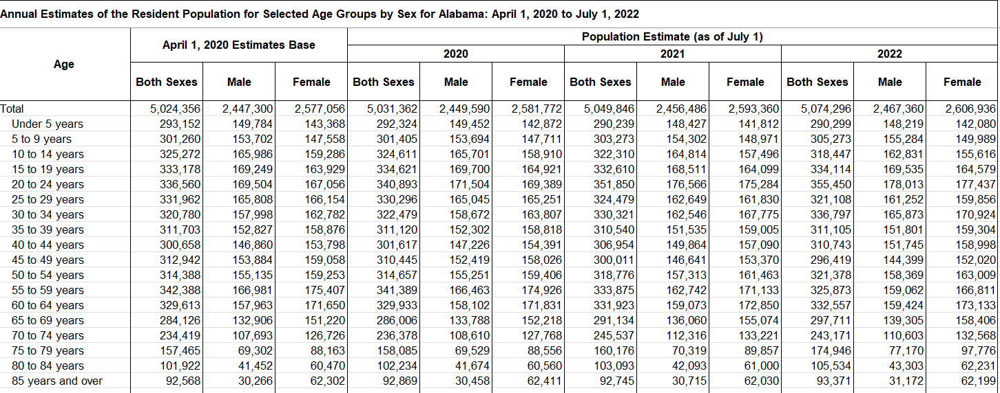 Annual Estimates of the Resident Population for Selected Age Groups by Sex for Alabama: April 1, 2020 to July 1, 2022
Age April 1, 2020 Estimates Base Population Estimate (as of July 1)
2020 2021 2022
Both Sexes Male Female Both Sexes Male Female Both Sexes Male Female Both Sexes Male Female
Total 5,024,356 2,447,300 2,577,056 5,031,362 2,449,590 2,581,772 5,049,846 2,456,486 2,593,360 5,074,296 2,467,360 2,606,936
Under 5 years 293,152 149,784 143,368 292,324 149,452 142,872 290,239 148,427 141,812 290,299 148,219 142,080
5 to 9 years 301,260 153,702 147,558 301,405 153,694 147,711 303,273 154,302 148,971 305,273 155,284 149,989
10 to 14 years 325,272 165,986 159,286 324,611 165,701 158,910 322,310 164,814 157,496 318,447 162,831 155,616
15 to 19 years 333,178 169,249 163,929 334,621 169,700 164,921 332,610 168,511 164,099 334,114 169,535 164,579
20 to 24 years 336,560 169,504 167,056 340,893 171,504 169,389 351,850 176,566 175,284 355,450 178,013 177,437
25 to 29 years 331,962 165,808 166,154 330,296 165,045 165,251 324,479 162,649 161,830 321,108 161,252 159,856
30 to 34 years 320,780 157,998 162,782 322,479 158,672 163,807 330,321 162,546 167,775 336,797 165,873 170,924
35 to 39 years 311,703 152,827 158,876 311,120 152,302 158,818 310,540 151,535 159,005 311,105 151,801 159,304
40 to 44 years 300,658 146,860 153,798 301,617 147,226 154,391 306,954 149,864 157,090 310,743 151,745 158,998
45 to 49 years 312,942 153,884 159,058 310,445 152,419 158,026 300,011 146,641 153,370 296,419 144,399 152,020
50 to 54 years 314,388 155,135 159,253 314,657 155,251 159,406 318,776 157,313 161,463 321,378 158,369 163,009
55 to 59 years 342,388 166,981 175,407 341,389 166,463 174,926 333,875 162,742 171,133 325,873 159,062 166,811
60 to 64 years 329,613 157,963 171,650 329,933 158,102 171,831 331,923 159,073 172,850 332,557 159,424 173,133
65 to 69 years 284,126 132,906 151,220 286,006 133,788 152,218 291,134 136,060 155,074 297,711 139,305 158,406
70 to 74 years 234,419 107,693 126,726 236,378 108,610 127,768 245,537 112,316 133,221 243,171 110,603 132,568
75 to 79 years 157,465 69,302 88,163 158,085 69,529 88,556 160,176 70,319 89,857 174,946 77,170 97,776
80 to 84 years 101,922 41,452 60,470 102,234 41,674 60,560 103,093 42,093 61,000 105,534 43,303 62,231
85 years and over 92,568 30,266 62,302 92,869 30,458 62,411 92,745 30,715 62,030 93,371 31,172 62,199